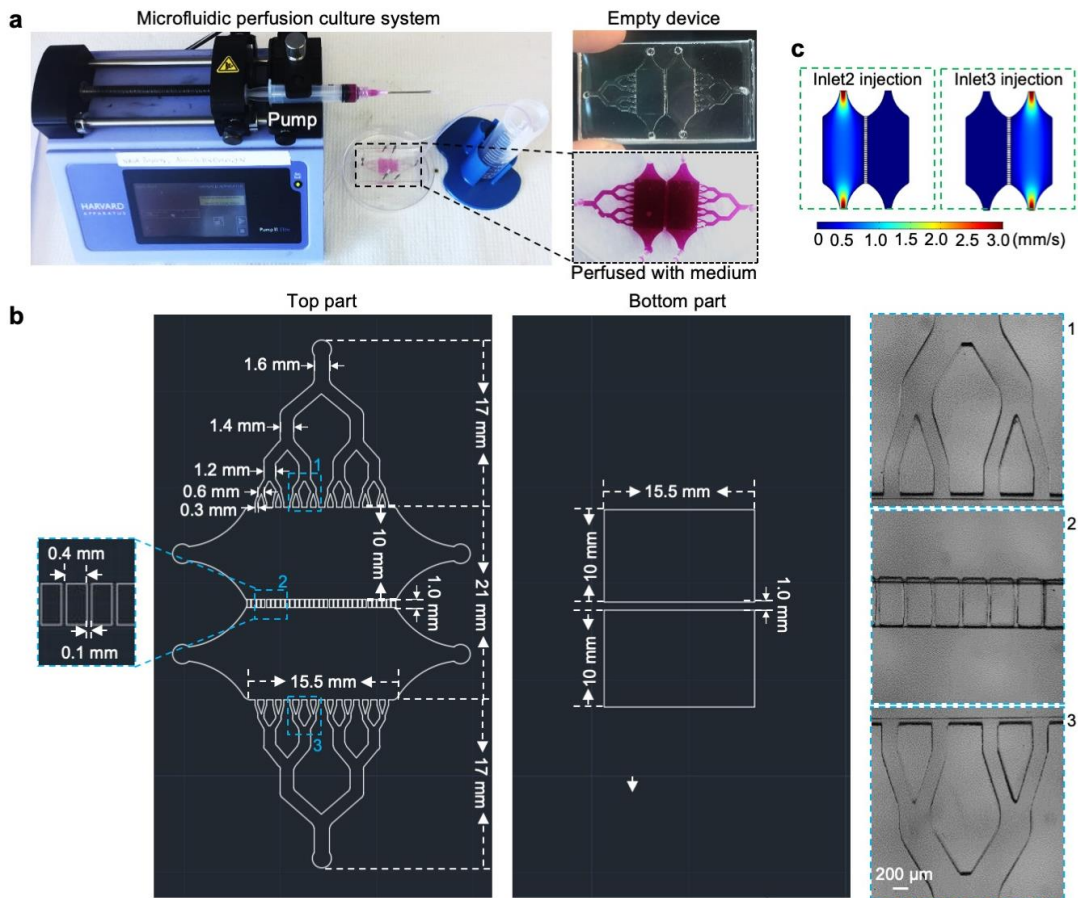 a
Microfluidic perfusion culture system
Empty device
Pump
HARVARD
APPARATUS
Pump 11 Elite
Perfused with medium
c
Inlet2 injection
Inlet3 injection
0 0.5 1.0 1.5 2.0 2.5 3.0 (mm/s)
b
Top part
Bottom part
1.6 mm
1.4 mm
1.2 mm
0.6 mm
0.3 mm
1
17 mm
10 mm
21 mm
1.0 mm
2
0.4 mm
0.1 mm
15.5 mm
3
17 mm
15.5 mm
10 mm
1.0 mm
10 mm
1
2
3
200 µm